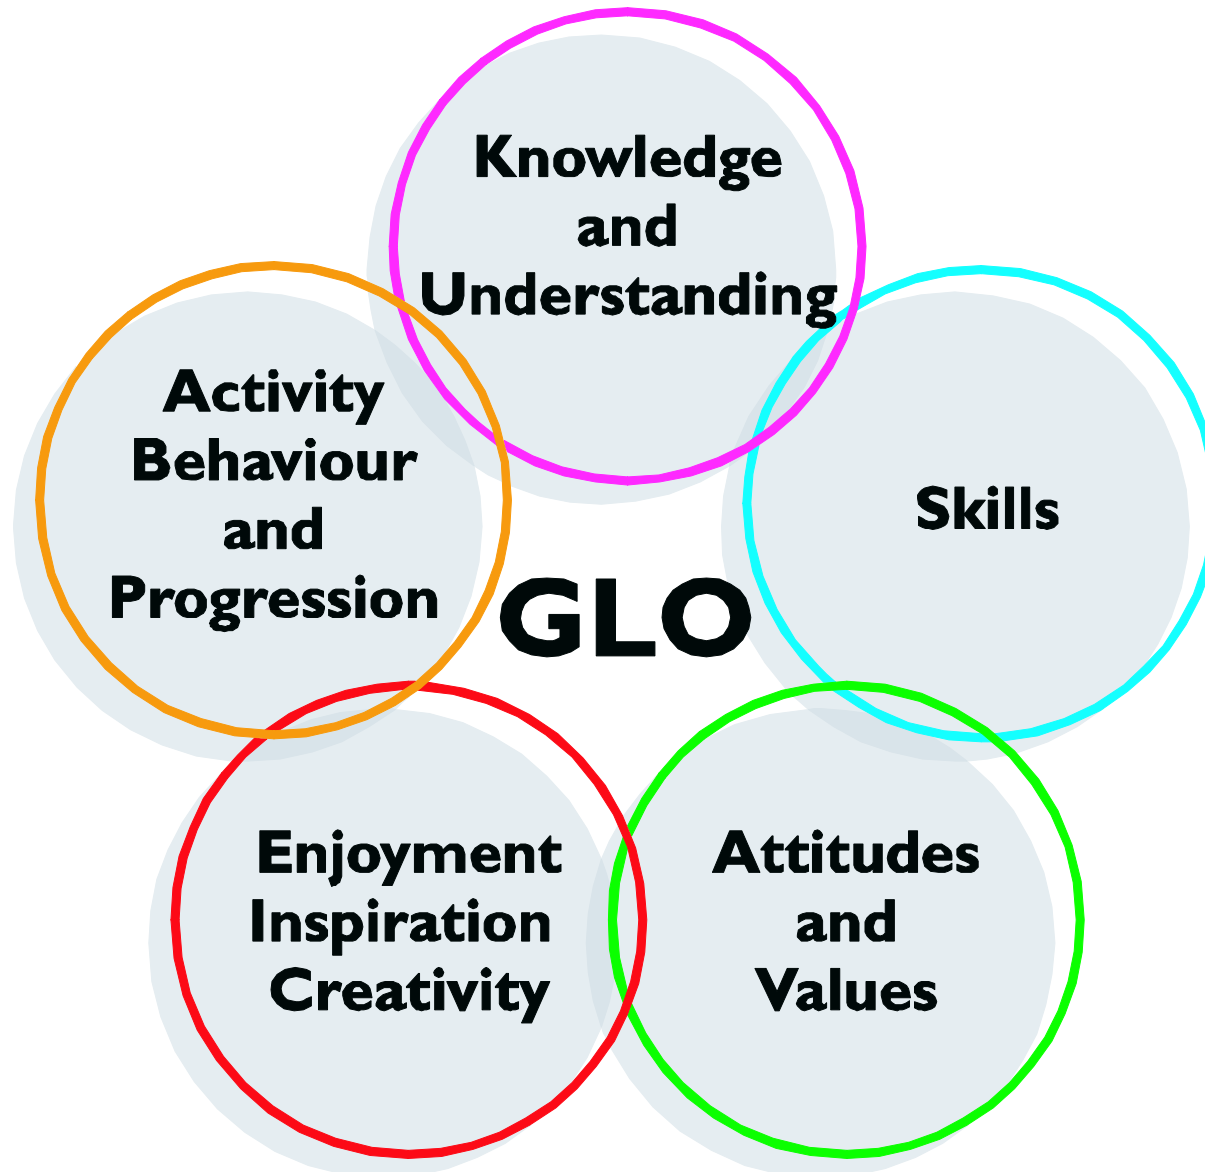 Knowledge
and
Understanding
Activity
Behaviour
and
Progression
Skills
GLO
Enjoyment
Inspiration
Creativity
Attitudes
and
Values